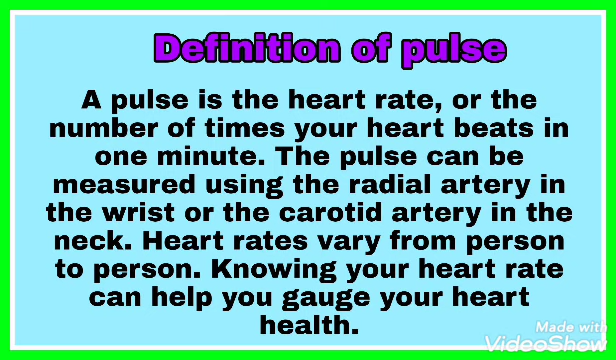 Definition of pulse
A pulse is the heart rate, or the
number of times your heart beats in
one minute. The pulse can be
measured using the radial artery in
the wrist or the carotid artery in the
neck. Heart rates vary from person
to person. Knowing your heart rate
can help you gauge your heart
health.
Made with
VideoShow